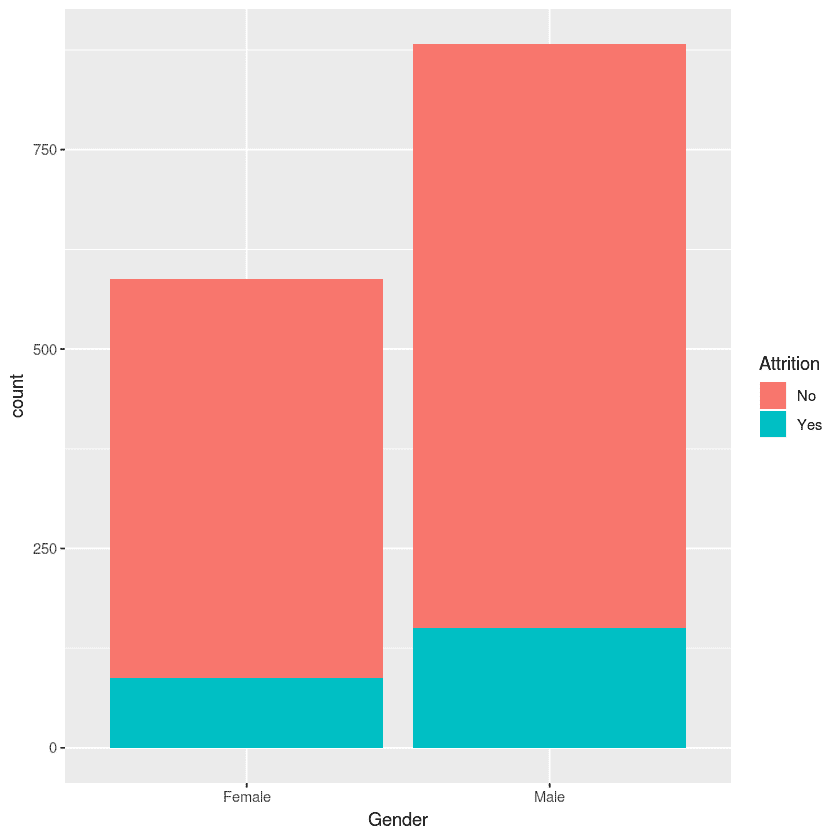 750
500
250
0
count
Female
Male
Gender
Attrition
No
Yes